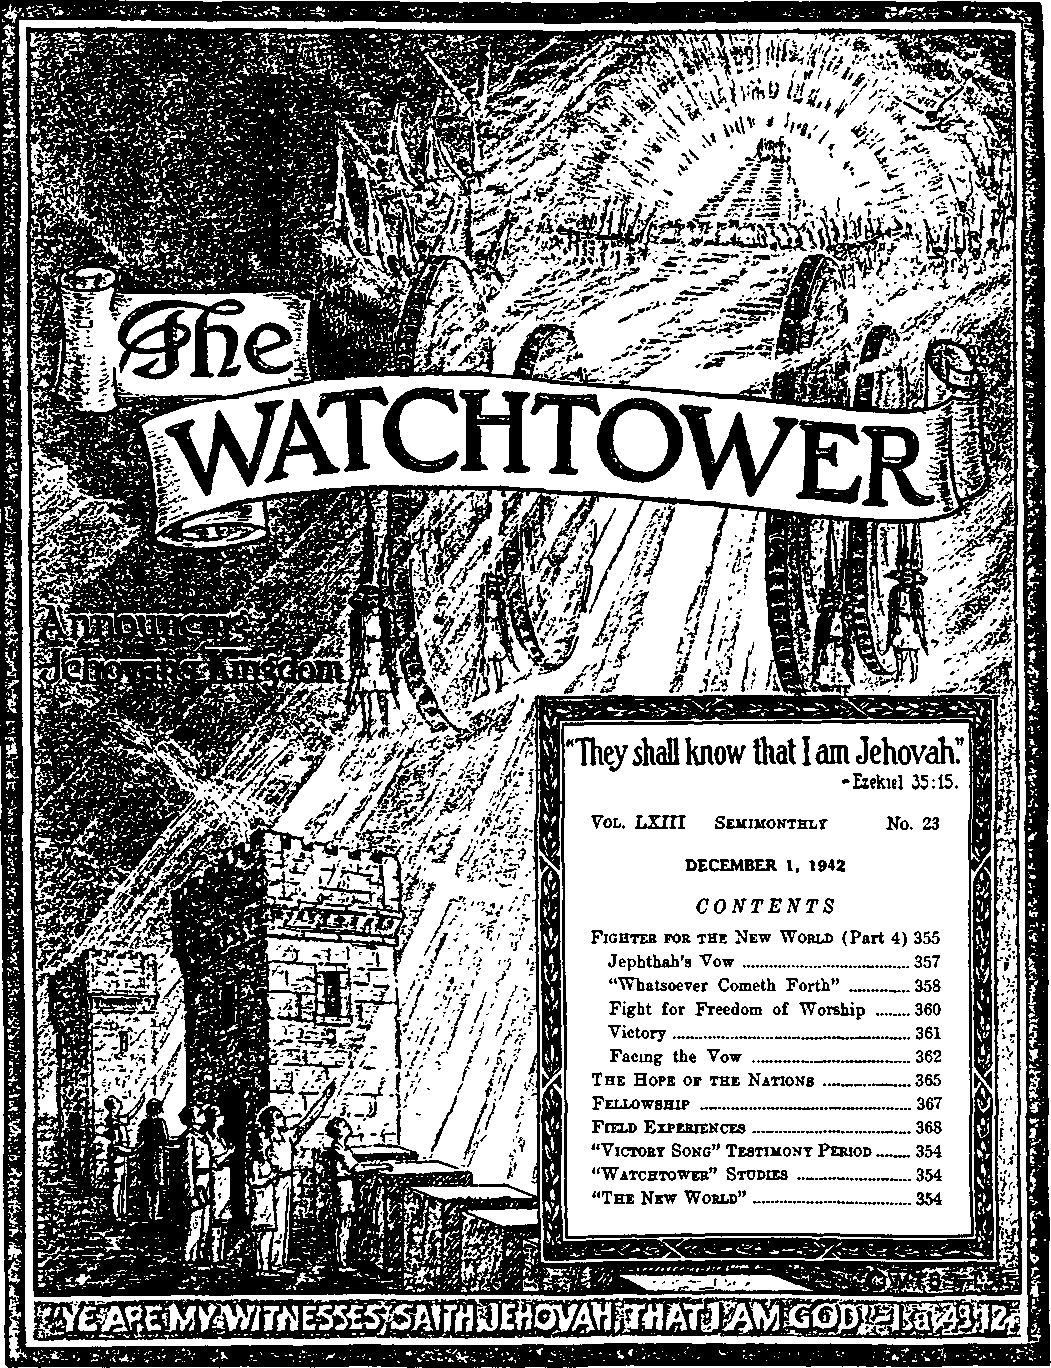 The
WATCHTOWER
Announcing
Jehovah's Kingdom
"They shall know that I am Jehovah."
-Ezekiel 35:15.
VOL. LXIII SEMIMONTHLY No. 23
DECEMBER 1, 1942
CONTENTS
FIGHTER FOR THE NEW WORLD (Part 4) 355
Jephthah's Vow 357
"Whatsoever Cometh Forth" 358
Fight for Freedom of Worship 360
Victory 361
Facing the Vow 362
THE HOPE OF THE NATIONS 365
FELLOWSHIP 367
FIELD EXPERIENCES 368
"VICTORY SONG" TESTIMONY PERIOD 354
"WATCHTOWER" STUDIES 354
"THE NEW WORLD" 354
"YE ARE MY WITNESSES, SAITH JEHOVAH, THAT I AM GOD."-Isa.43:12.